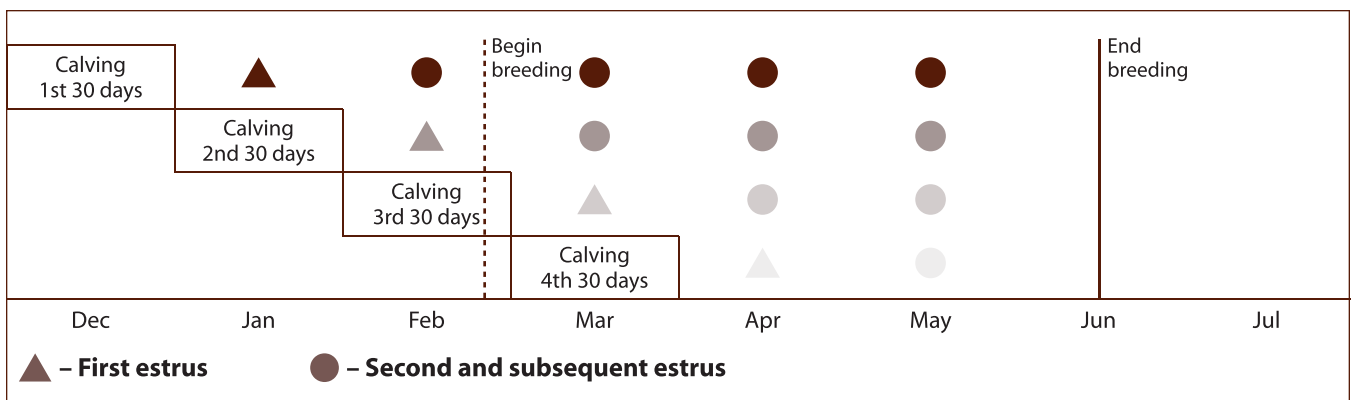 Calving
1st 30 days
Begin
breeding
End
breeding
Calving
2nd 30 days
Calving
3rd 30 days
Calving
4th 30 days
Dec Jan Feb Mar Apr May Jun Jul
– First estrus – Second and subsequent estrus